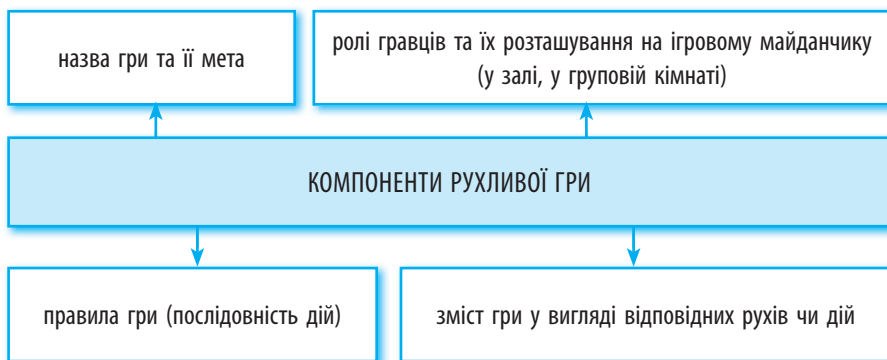 назва гри та її мета
ролі гравців та їх розташування на ігровому майданчику
(у залі, у груповій кімнаті)
КОМПОНЕНТИ РУХЛИВОЇ ГРИ
правила гри (послідовність дій)
зміст гри у вигляді відповідних рухів чи дій